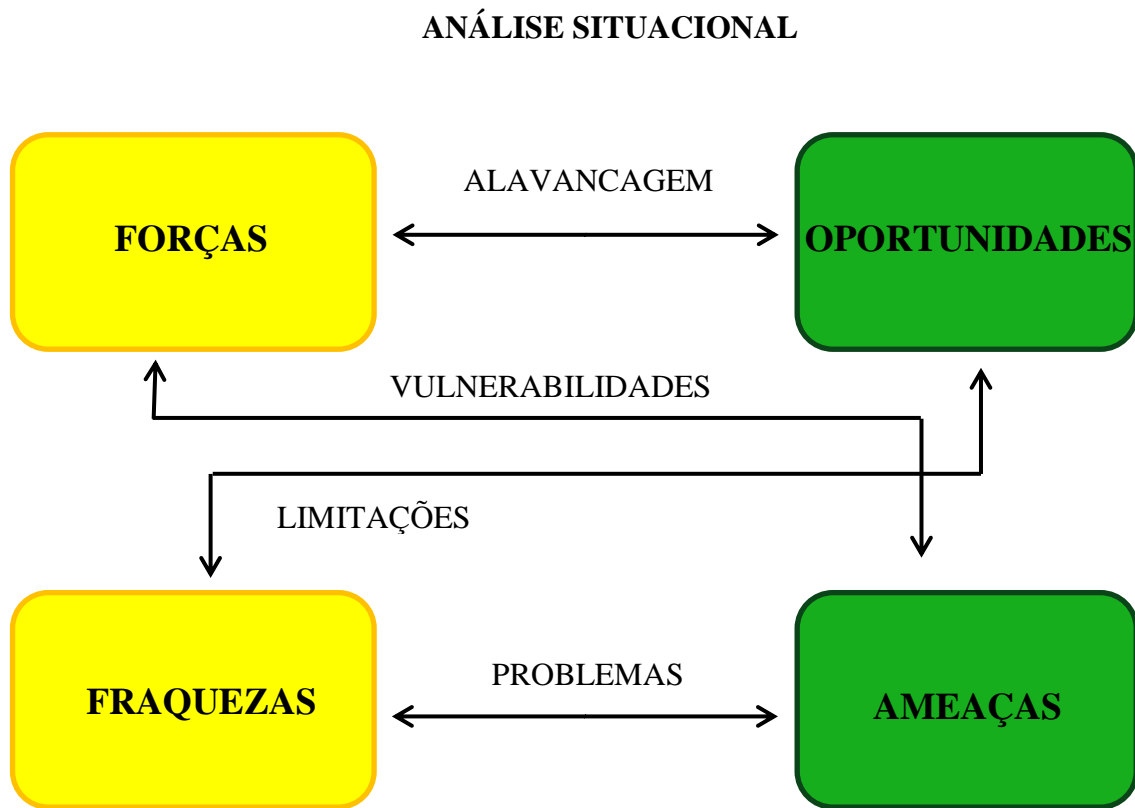 ANÁLISE SITUACIONAL
ALAVANCAGEM
FORÇAS
OPORTUNIDADES
VULNERABILIDADES
LIMITAÇÕES
PROBLEMAS
FRAQUEZAS
AMEAÇAS